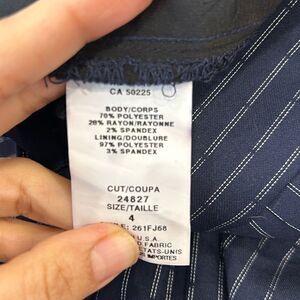 CA 50225
BODY/CORPS
70% POLYESTER
28% RAYON/RAYONNE
2% SPANDEX
LINING/DOUBLURE
97% POLYESTER
3% SPANDEX
CUT/COUPA
24827
SIZE/TAILLE
4
261FJ68
U.S.A
FABRIC
ETATS-UNIS
IMPORTES